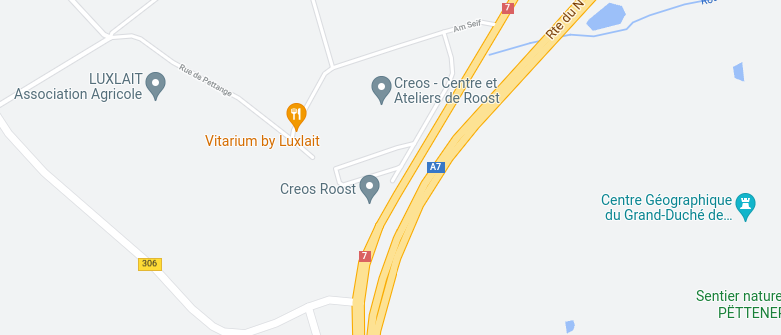 7
Rte du N
Am Seif
LUXLAIT
Association Agricole
Rue de Pettange
Creos - Centre et
Ateliers de Roost
Vitarium by Luxlait
A7
Creos Roost
Centre Géographique
du Grand-Duché de...
7
306
Sentier nature
PËTTENE